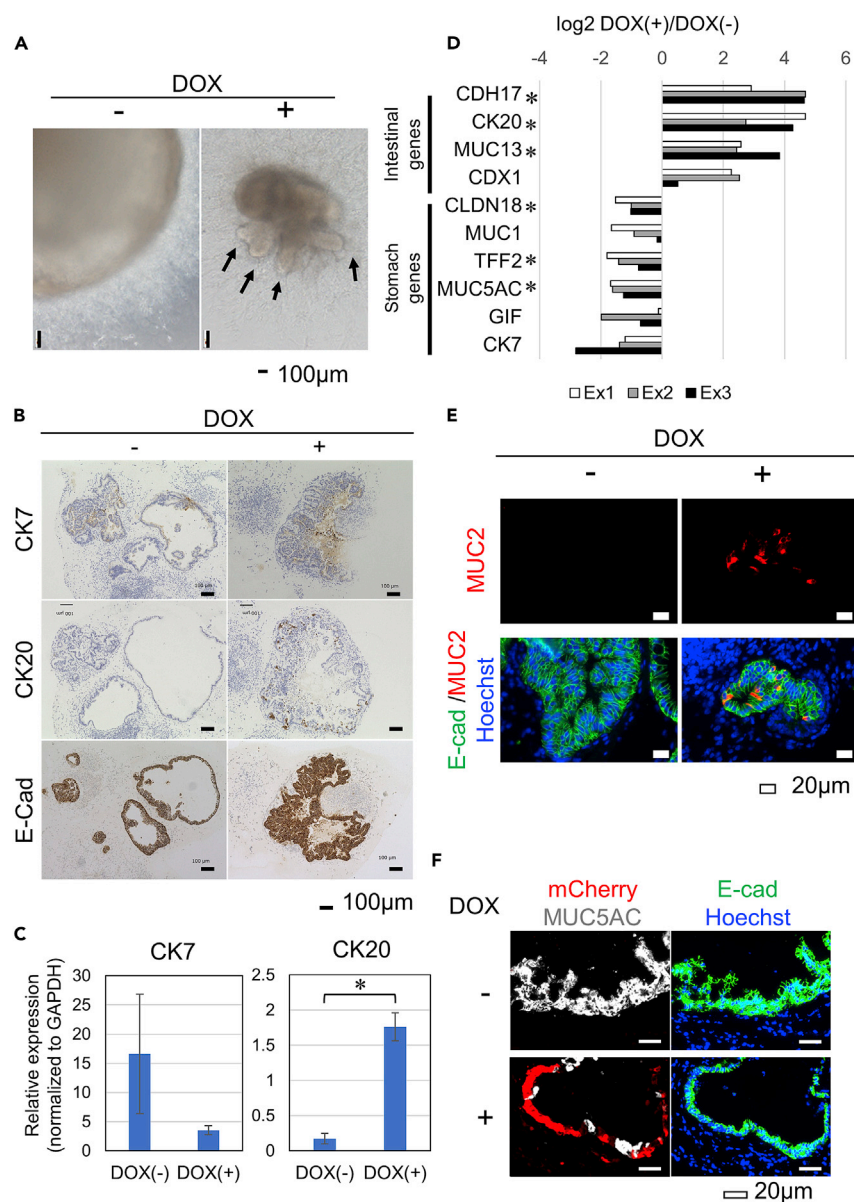 A
DOX
- +
100µm
B
DOX
- +
CK7
100 µm
100 µm
CK20
100 µm
100 µm
E-Cad
100 µm
100 µm
100µm
C
CK7
CK20
Relative expression
(normalized to GAPDH)
30
25
20
15
10
5
0
DOX(-) DOX(+)
2.5
2
1.5
1
0.5
0
*
DOX(-) DOX(+)
D
log2 DOX(+)/DOX(-)
-4 -2 0 2 4 6
Intestinal
genes
CDH17 *
CK20 *
MUC13 *
CDX1
Stomach
genes
CLDN18 *
MUC1
TFF2 *
MUC5AC *
GIF
CK7
Ex1 Ex2 Ex3
E
DOX
- +
MUC2
E-cad /MUC2
Hoechst
20µm
F
DOX
mCherry
MUC5AC
E-cad
Hoechst
-
+
20µm